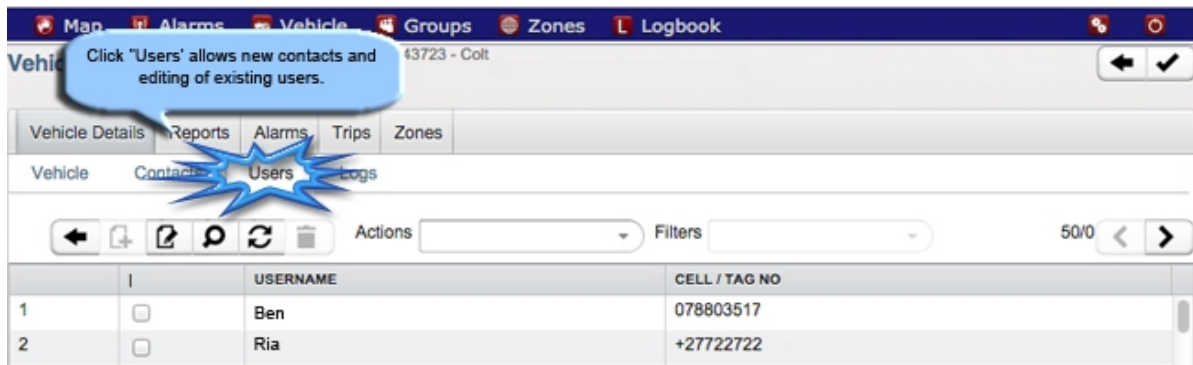 Map Alarms Vehicle Groups Zones L Logbook
Click "Users' allows new contacts and
editing of existing users.
Vehic 43723 - Colt
Vehicle Details Reports Alarms Trips Zones
Vehicle Contacts Users Logs
Actions Filters 50/0
| USERNAME CELL / TAG NO
1 Ben 078803517
2 Ria +27722722